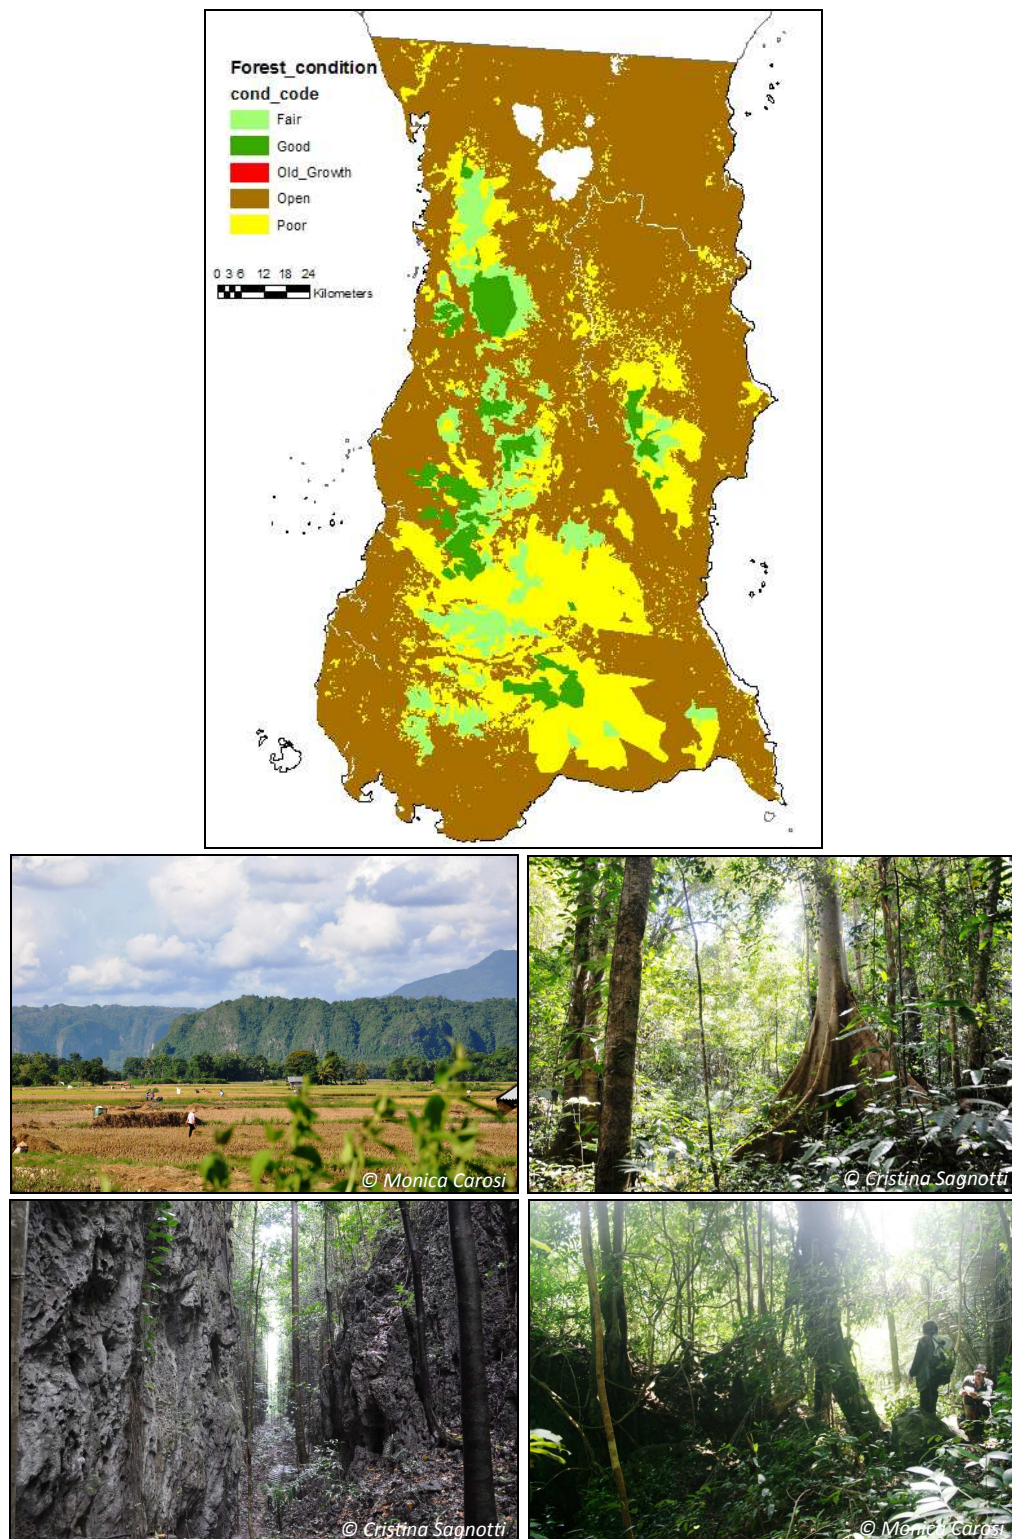 Forest_condition
cond_code
Fair
Good
Old_Growth
Open
Poor
0 3 6 12 18 24
Kilometers
© Monica Carosi
© Cristina Sagnotti
© Cristina Sagnotti
© Monica Carosi